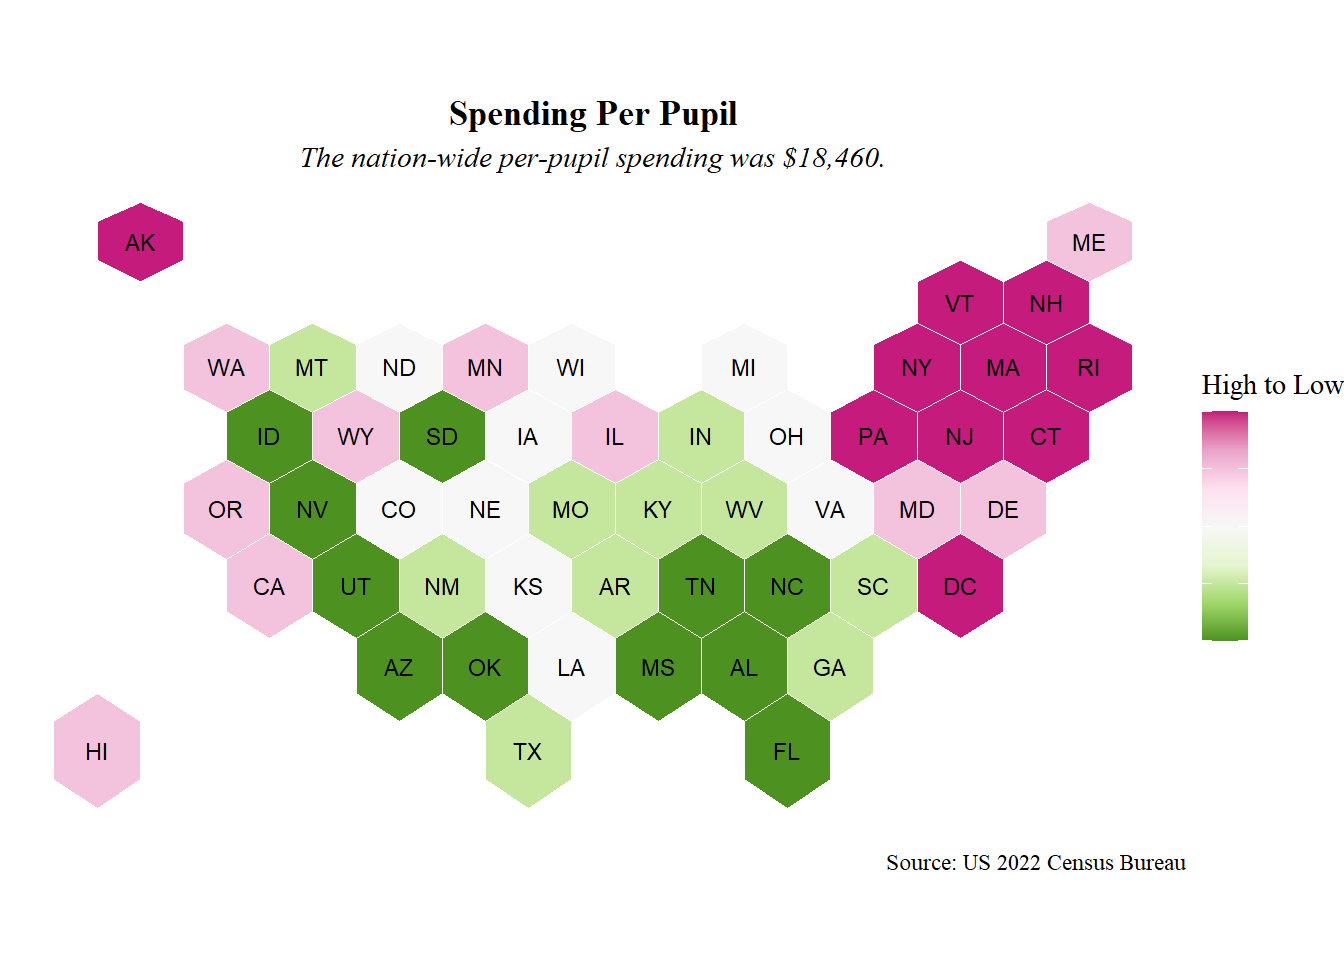 Spending Per Pupil
The nation-wide per-pupil spending was $18,460.
AK
ME
VT NH
WA MT ND MN WI MI NY MA RI
High to Low
ID WY SD IA IL IN OH PA NJ CT
OR NV CO NE MO KY WV VA MD DE
CA UT NM KS AR TN NC SC DC
AZ OK LA MS AL GA
HI TX FL
Source: US 2022 Census Bureau